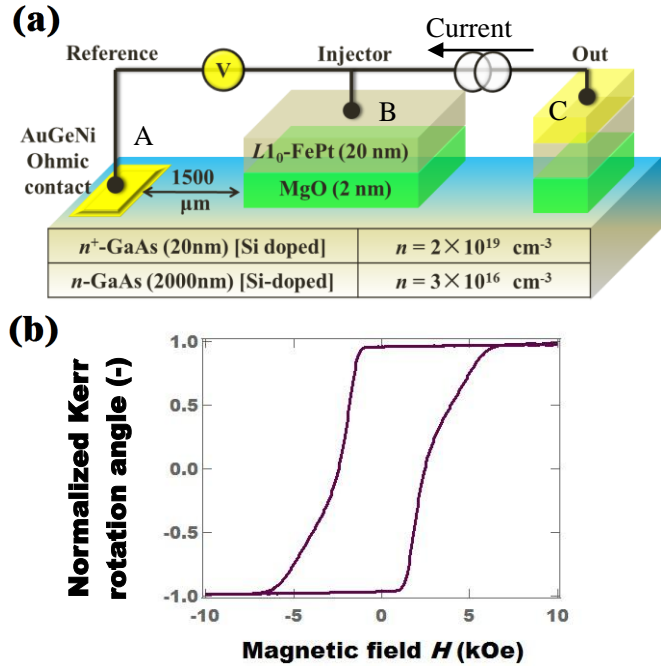 (a)
Reference
Injector
Current
Out
V
AuGeNi
Ohmic
contact
A
B
C
1500
μm
L1₀-FePt (20 nm)
MgO (2 nm)
n⁺-GaAs (20nm) [Si doped]
n = 2×10¹⁹ cm⁻³
n-GaAs (2000nm) [Si-doped]
n = 3×10¹⁶ cm⁻³
(b)
Normalized Kerr
rotation angle (-)
1.0
0.5
0.0
-0.5
-1.0
-10
-5
0
5
10
Magnetic field H (kOe)